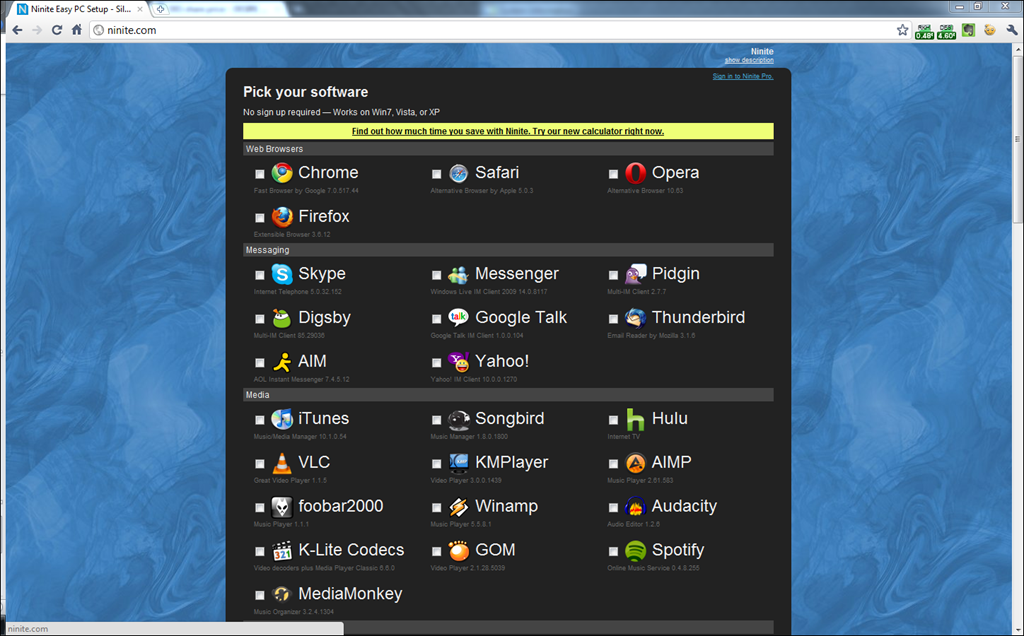 Ninite Easy PC Setup - Sil...
ninite.com
0.48° 4.60°
Ninite
show description
Sign in to Ninite Pro.
Pick your software
No sign up required — Works on Win7, Vista, or XP
Find out how much time you save with Ninite. Try our new calculator right now.
Web Browsers
Chrome Safari Opera
Fast Browser by Google 7.0.517.44 Alternative Browser by Apple 5.0.3 Alternative Browser 10.63
Firefox
Extensible Browser 3.6.12
Messaging
Skype Messenger Pidgin
Internet Telephone 5.0.32.152 Windows Live IM Client 2009 14.0.8117 Multi-IM Client 2.7.7
Digsby Google Talk Thunderbird
Multi-IM Client 85 29036 Google Talk IM Client 1.0.0.104 Email Reader by Mozilla 3.1.6
AIM Yahoo!
AOL Instant Messenger 7.4.5.12 Yahoo! IM Client 10.0.0.1270
Media
iTunes Songbird Hulu
Music/Media Manager 10.1.0.54 Music Manager 1.8.0.1800 Internet TV
VLC KMPlayer AIMP
Great Video Player 1.1.5 Video Player 3.0.0.1439 Music Player 2.61.583
foobar2000 Winamp Audacity
Music Player 1.1.1 Music Player 5.5.8.1 Audio Editor 1.2.6
K-Lite Codecs GOM Spotify
Video decoders plus Media Player Classic 6.6.0 Video Player 2.1.28.5039 Online Music Service 0.4.8.255
MediaMonkey
Music Organizer 3.2.4.1304
ninite.com